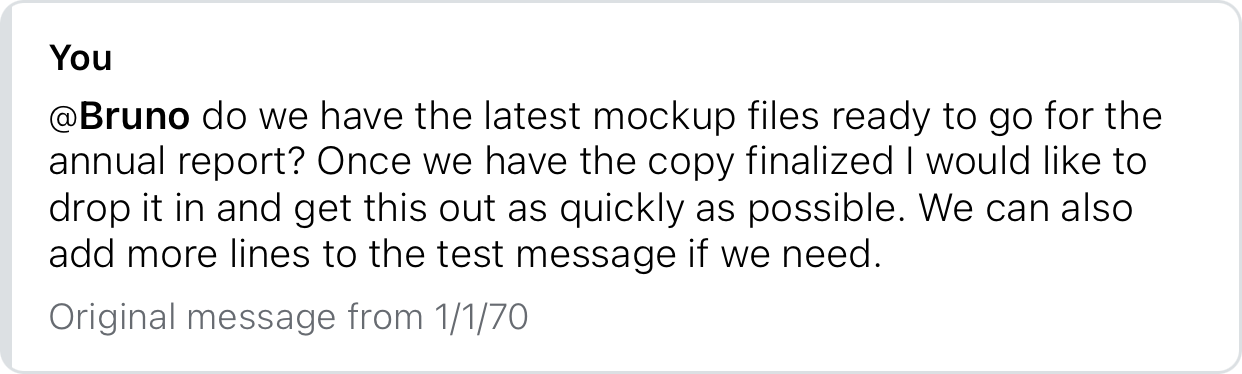 You
@Bruno do we have the latest mockup files ready to go for the
annual report? Once we have the copy finalized I would like to
drop it in and get this out as quickly as possible. We can also
add more lines to the test message if we need.
Original message from 1/1/70